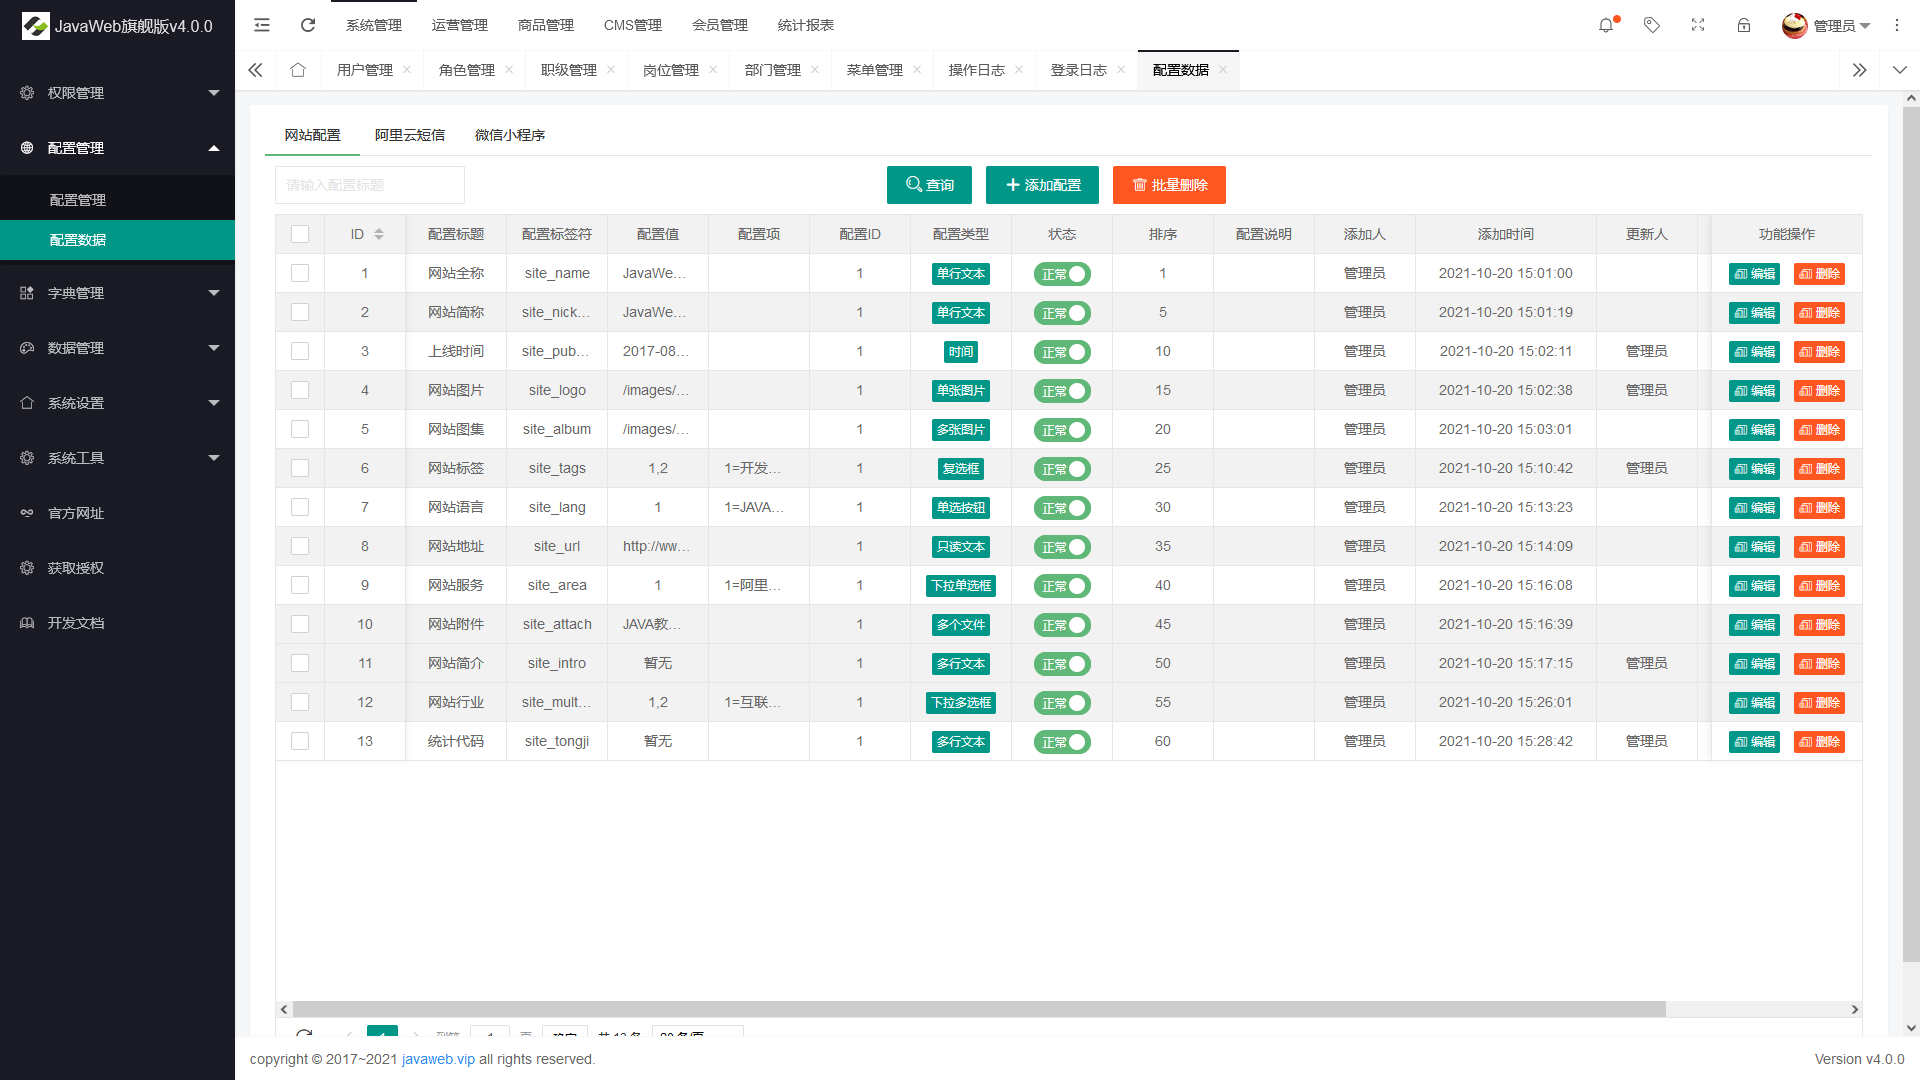 JavaWeb旗舰版v4.0.0
系统管理 运营管理 商品管理 CMS管理 会员管理 统计报表 管理员
用户管理 角色管理 职级管理 岗位管理 部门管理 菜单管理 操作日志 登录日志 配置数据
权限管理
配置管理
配置管理
配置数据
字典管理
数据管理
系统设置
系统工具
官方网址
获取授权
开发文档
网站配置 阿里云短信 微信小程序
请输入配置标题 查询 添加配置 批量删除
ID 配置标题 配置标签符 配置值 配置项 配置ID 配置类型 状态 排序 配置说明 添加人 添加时间 更新人 功能操作
1 网站全称 site_name JavaWe... 1 单行文本 正常 1 管理员 2021-10-20 15:01:00 编辑 删除
2 网站简称 site_nick... JavaWe... 1 单行文本 正常 5 管理员 2021-10-20 15:01:19 编辑 删除
3 上线时间 site_pub... 2017-08... 1 时间 正常 10 管理员 2021-10-20 15:02:11 管理员 编辑 删除
4 网站图片 site_logo /images/... 1 单张图片 正常 15 管理员 2021-10-20 15:02:38 管理员 编辑 删除
5 网站图集 site_album /images/... 1 多张图片 正常 20 管理员 2021-10-20 15:03:01 编辑 删除
6 网站标签 site_tags 1,2 1=开发... 1 复选框 正常 25 管理员 2021-10-20 15:10:42 管理员 编辑 删除
7 网站语言 site_lang 1 1=JAVA... 1 单选按钮 正常 30 管理员 2021-10-20 15:13:23 编辑 删除
8 网站地址 site_url http://ww... 1 只读文本 正常 35 管理员 2021-10-20 15:14:09 编辑 删除
9 网站服务 site_area 1 1=阿里... 1 下拉单选框 正常 40 管理员 2021-10-20 15:16:08 编辑 删除
10 网站附件 site_attach JAVA教... 1 多个文件 正常 45 管理员 2021-10-20 15:16:39 编辑 删除
11 网站简介 site_intro 暂无 1 多行文本 正常 50 管理员 2021-10-20 15:17:15 管理员 编辑 删除
12 网站行业 site_mult... 1,2 1=互联... 1 下拉多选框 正常 55 管理员 2021-10-20 15:26:01 编辑 删除
13 统计代码 site_tongji 暂无 1 多行文本 正常 60 管理员 2021-10-20 15:28:42 管理员 编辑 删除
copyright © 2017~2021 javaweb.vip all rights reserved. Version v4.0.0